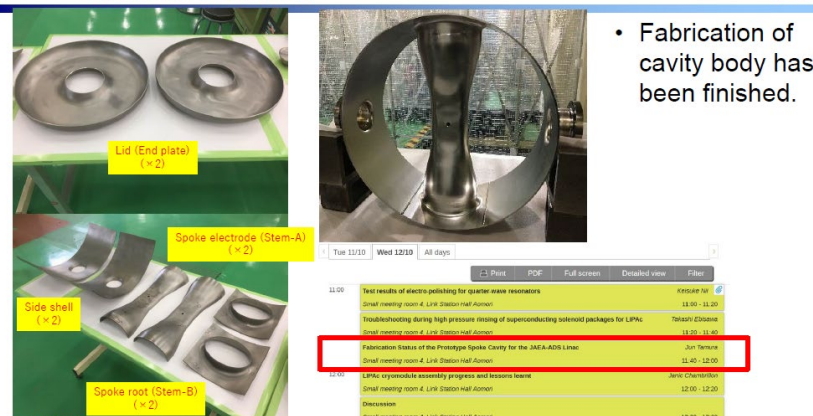 • Fabrication of
cavity body has
been finished.
Lid (End plate)
(×2)
Spoke electrode (Stem-A)
(×2)
Side shell
(×2)
Spoke root (Stem-B)
(×2)
Tue 11/10 Wed 12/10 All days
Print PDF Full screen Detailed view Filter
11:00 Test results of electro-polishing for quarter-wave resonators Keisuke Nii
Small meeting room 4, Link Station Hall Aomori 11:00 - 11:20
Troubleshooting during high pressure rinsing of superconducting solenoid packages for LIPAc Takashi Ebisawa
Small meeting room 4, Link Station Hall Aomori 11:20 - 11:40
Fabrication Status of the Prototype Spoke Cavity for the JAEA-ADS Linac Jun Tamura
Small meeting room 4, Link Station Hall Aomori 11:40 - 12:00
12:00 LIPAc cryomodule assembly progress and lessons learnt Janic Chambrillon
Small meeting room 4, Link Station Hall Aomori 12:00 - 12:20
Discussion